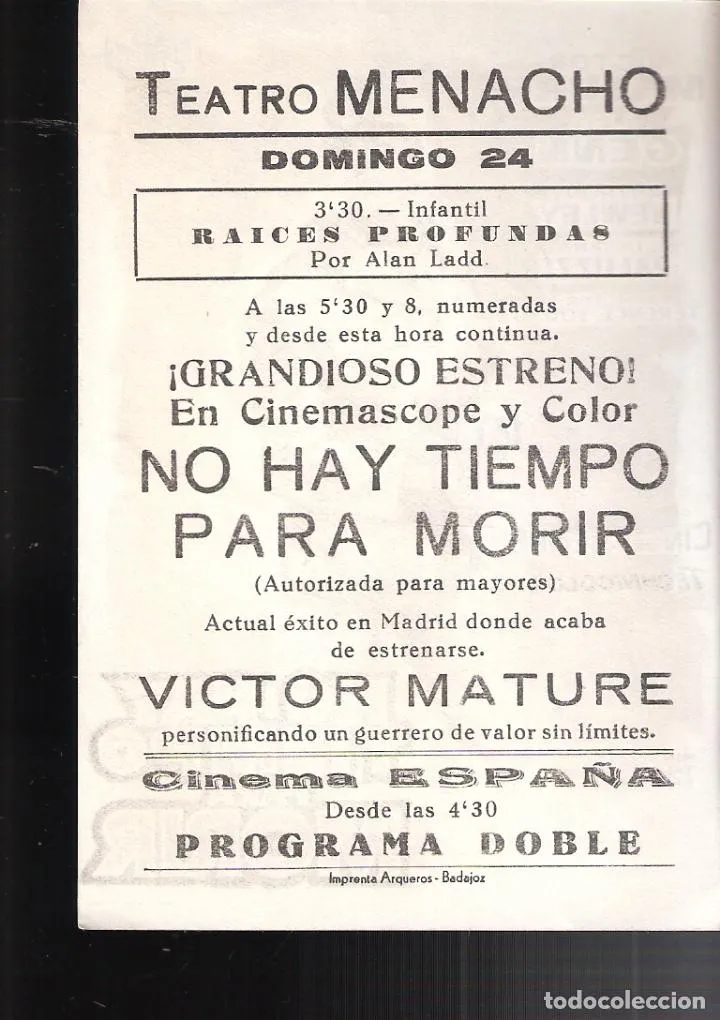 TEATRO MENACHO
DOMINGO 24
3'30. — Infantil
RAICES PROFUNDAS
Por Alan Ladd.
A las 5'30 y 8, numeradas
y desde esta hora continua.
¡GRANDIOSO ESTRENO!
En Cinemascope y Color
NO HAY TIEMPO
PARA MORIR
(Autorizada para mayores)
Actual éxito en Madrid donde acaba
de estrenarse.
VICTOR MATURE
personificando un guerrero de valor sin límites.
Cinema ESPAÑA
Desde las 4'30
PROGRAMA DOBLE
Imprenta Arqueros - Badajoz
todocoleccion